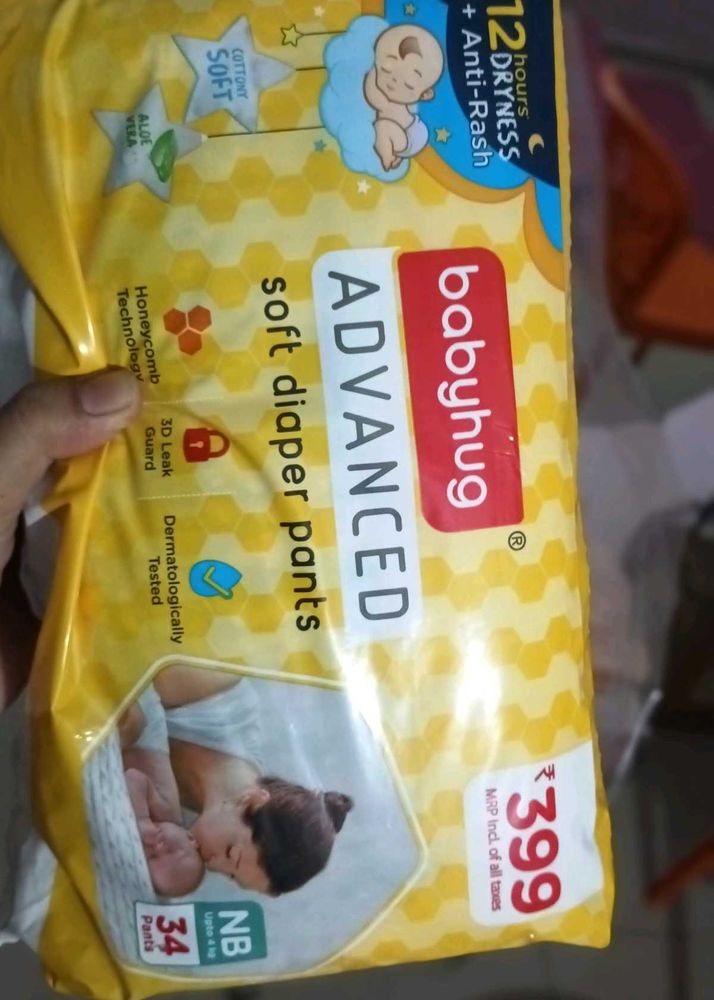 12 hours
DRYNESS
+ Anti-Rash
COTTONY
SOFT
ALOE
VERA
babyhug®
ADVANCED
soft diaper pants
Honeycomb
Technology
3D Leak
Guard
Dermatologically
Tested
₹399
MRP Incl. of all taxes
NB
Upto 4 kg
34
Pants